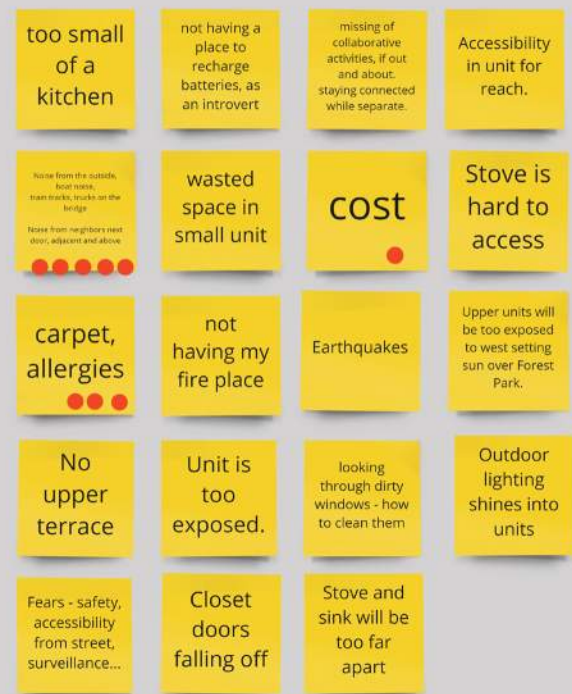 too small
of a
kitchen
not having a
place to
recharge
batteries, as
an introvert
missing of
collaborative
activities, if out
and about.
staying connected
while separate.
Accessibility
in unit for
reach.
Noise from the outside,
boat noise,
train tracks, trucks on the
bridge
Noise from neighbors next
door, adjacent and above
wasted
space in
small unit
cost
Stove is
hard to
access
carpet,
allergies
not
having my
fire place
Earthquakes
Upper units will
be too exposed
to west setting
sun over Forest
Park.
No
upper
terrace
Unit is
too
exposed.
looking
through dirty
windows - how
to clean them
Outdoor
lighting
shines into
units
Fears - safety,
accessibility
from street,
surveillance...
Closet
doors
falling off
Stove and
sink will be
too far
apart